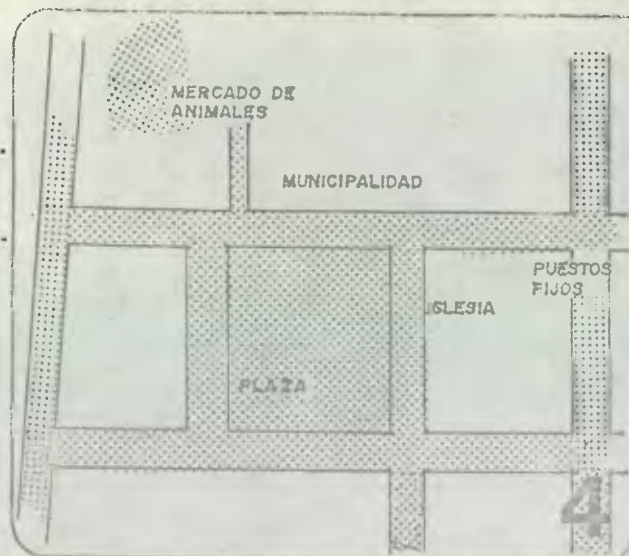 MERCADO DE
ANIMALES
MUNICIPALIDAD
PUESTOS
FIJOS
IGLESIA
PLAZA
4